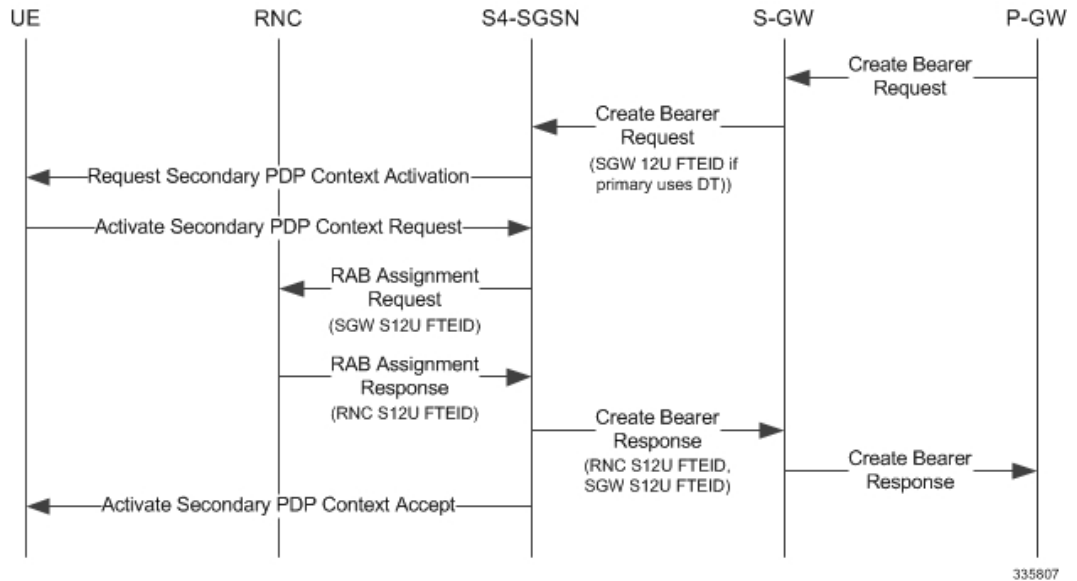 UE RNC S4-SGSN S-GW P-GW
Create Bearer
Request
Create Bearer
Request
(SGW 12U FTEID if
primary uses DT))
Request Secondary PDP Context Activation
Activate Secondary PDP Context Request
RAB Assignment
Request
(SGW S12U FTEID)
RAB Assignment
Response
(RNC S12U FTEID)
Create Bearer
Response
(RNC S12U FTEID,
SGW S12U FTEID)
Create Bearer
Response
Activate Secondary PDP Context Accept
335807